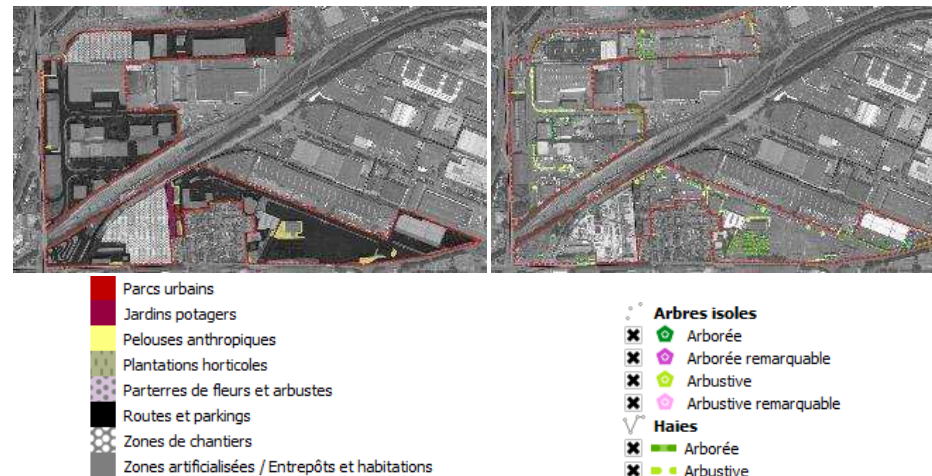 Parcs urbains
Jardins potagers
Pelouses anthropiques
Plantations horticoles
Parterres de fleurs et arbustes
Routes et parkings
Zones de chantiers
Zones artificialisées / Entrepôts et habitations
Arbres isoles
Arborée
Arborée remarquable
Arbustive
Arbustive remarquable
Haies
Arborée
Arbustive